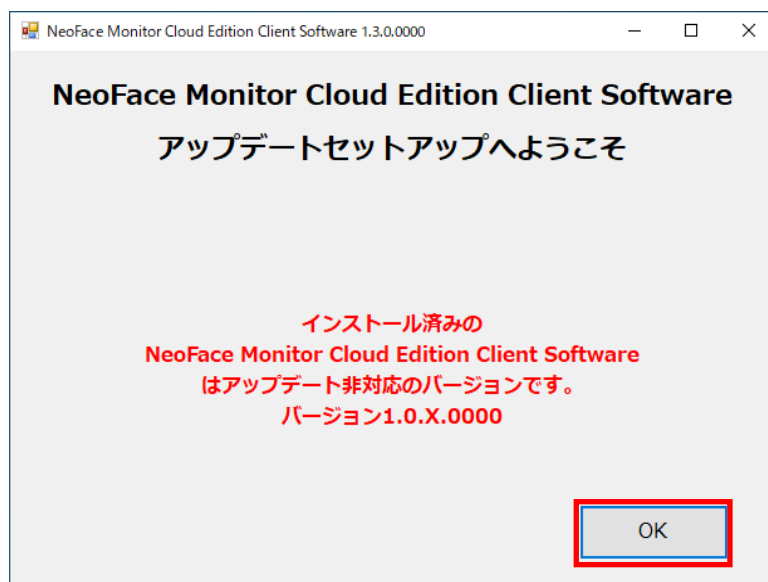 NeoFace Monitor Cloud Edition Client Software 1.3.0.0000
NeoFace Monitor Cloud Edition Client Software
アップデートセットアップへようこそ
インストール済みの
NeoFace Monitor Cloud Edition Client Software
はアップデート非対応のバージョンです。
バージョン1.0.X.0000
OK